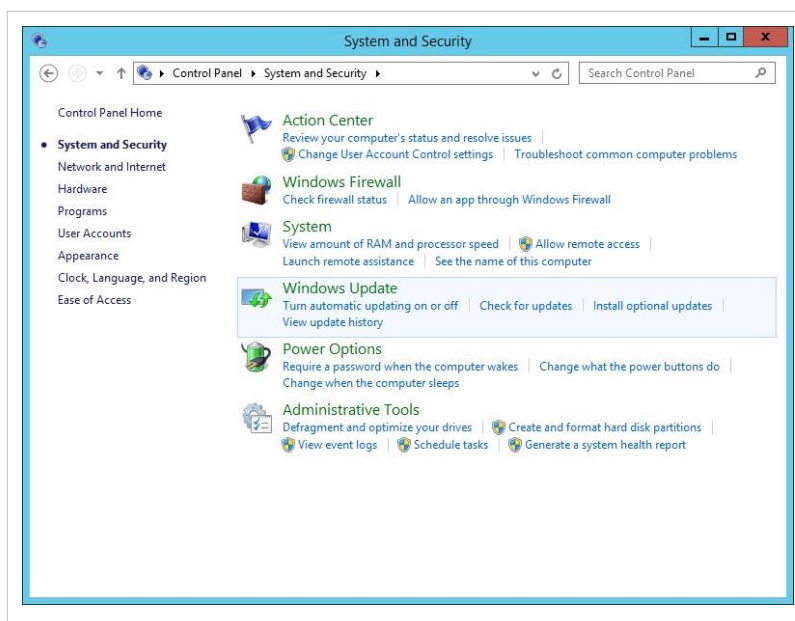 System and Security
Control Panel ▸ System and Security ▸
Search Control Panel
Control Panel Home
System and Security
Network and Internet
Hardware
Programs
User Accounts
Appearance
Clock, Language, and Region
Ease of Access
Action Center
Review your computer's status and resolve issues
Change User Account Control settings
Troubleshoot common computer problems
Windows Firewall
Check firewall status
Allow an app through Windows Firewall
System
View amount of RAM and processor speed
Allow remote access
Launch remote assistance
See the name of this computer
Windows Update
Turn automatic updating on or off
Check for updates
Install optional updates
View update history
Power Options
Require a password when the computer wakes
Change what the power buttons do
Change when the computer sleeps
Administrative Tools
Defragment and optimize your drives
Create and format hard disk partitions
View event logs
Schedule tasks
Generate a system health report